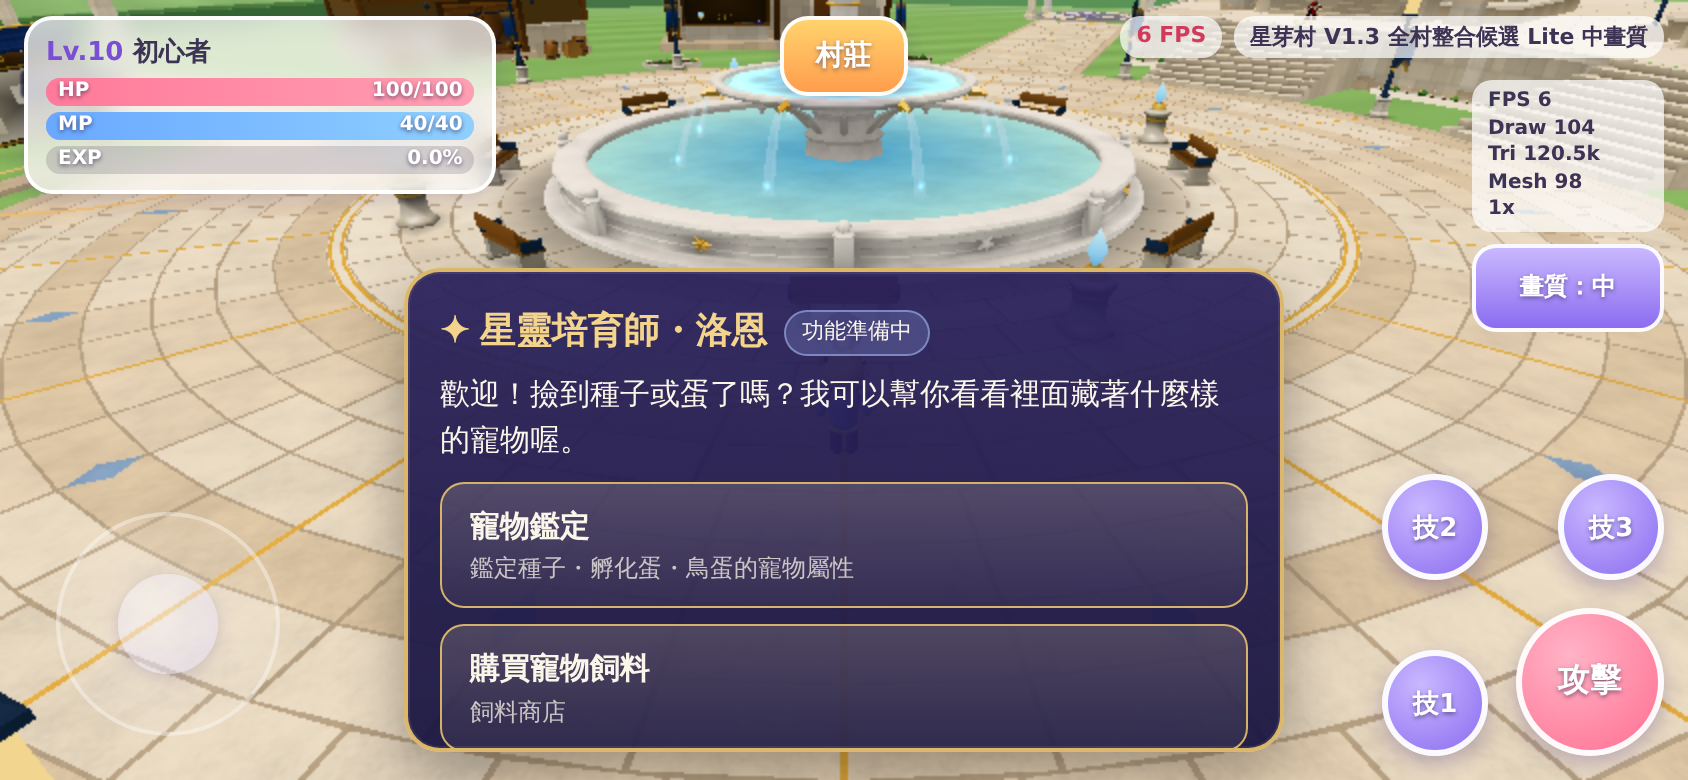 Lv.10 初心者
HP 100/100
MP 40/40
EXP 0.0%
村莊
6 FPS
星芽村 V1.3 全村整合候選 Lite 中畫質
FPS 6
Draw 104
Tri 120.5k
Mesh 98
1x
畫質：中
✦ 星靈培育師・洛恩
功能準備中
歡迎！撿到種子或蛋了嗎？我可以幫你看看裡面藏著什麼樣
的寵物喔。
寵物鑑定
鑑定種子・孵化蛋・鳥蛋的寵物屬性
購買寵物飼料
飼料商店
技2
技3
技1
攻擊